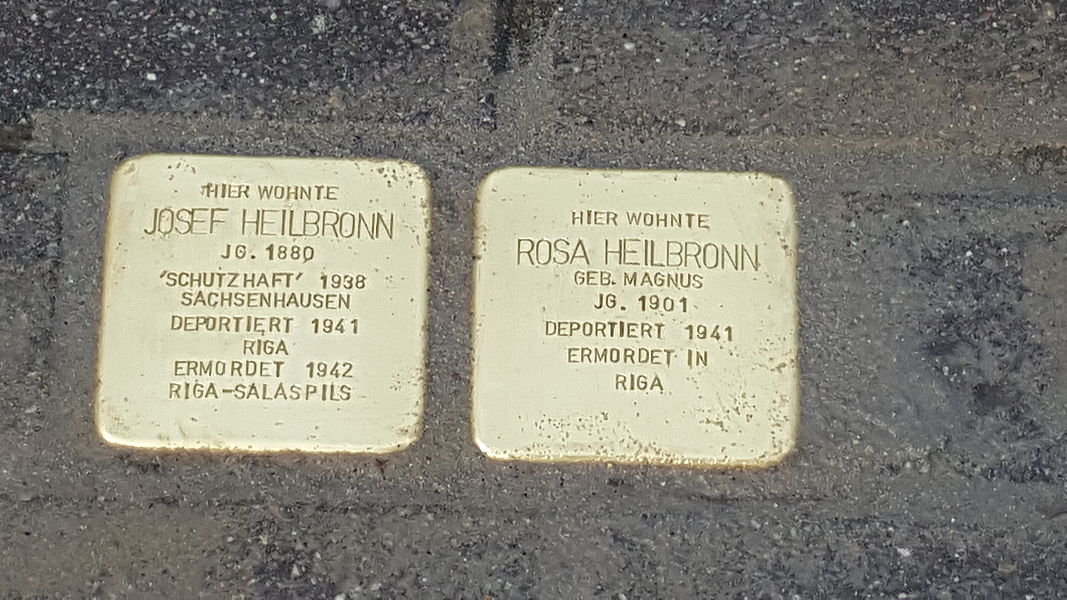 HIER WOHNTE
JOSEF HEILBRONN
JG. 1880
'SCHUTZHAFT' 1938
SACHSENHAUSEN
DEPORTIERT 1941
RIGA
ERMORDET 1942
RIGA-SALASPILS
HIER WOHNTE
ROSA HEILBRONN
GEB. MAGNUS
JG. 1901
DEPORTIERT 1941
ERMORDET IN
RIGA